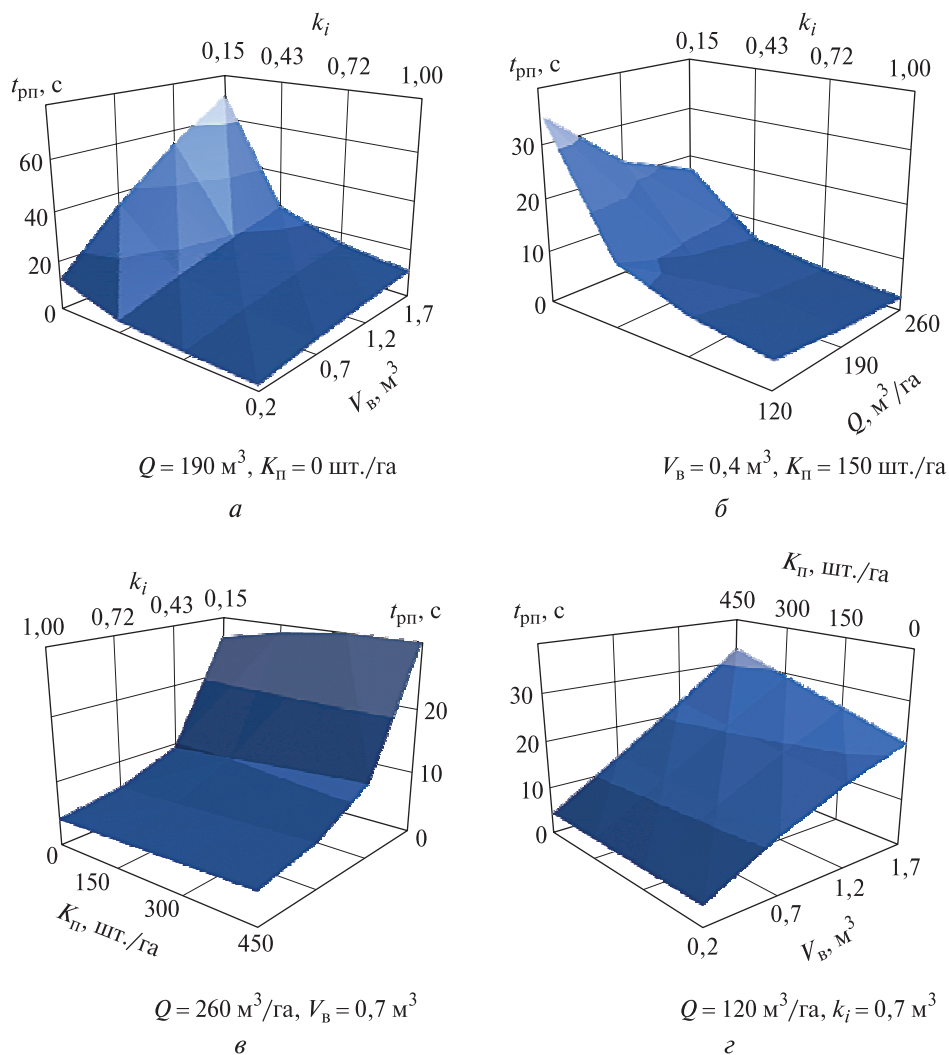 k_i
0,15 0,43 0,72 1,00
t_рп, с
60
40
20
0
1,7
1,2
0,7
0,2
V_в, м³
Q = 190 м³, K_п = 0 шт./га
а
k_i
0,15 0,43 0,72 1,00
t_рп, с
30
20
10
0
260
190
120
Q, м³/га
V_в = 0,4 м³, K_п = 150 шт./га
б
k_i
1,00 0,72 0,43 0,15
t_рп, с
20
10
0
0
150
300
450
K_п, шт./га
Q = 260 м³/га, V_в = 0,7 м³
в
K_п, шт./га
450 300 150 0
t_рп, с
30
20
10
0
1,7
1,2
0,7
0,2
V_в, м³
Q = 120 м³/га, k_i = 0,7 м³
г